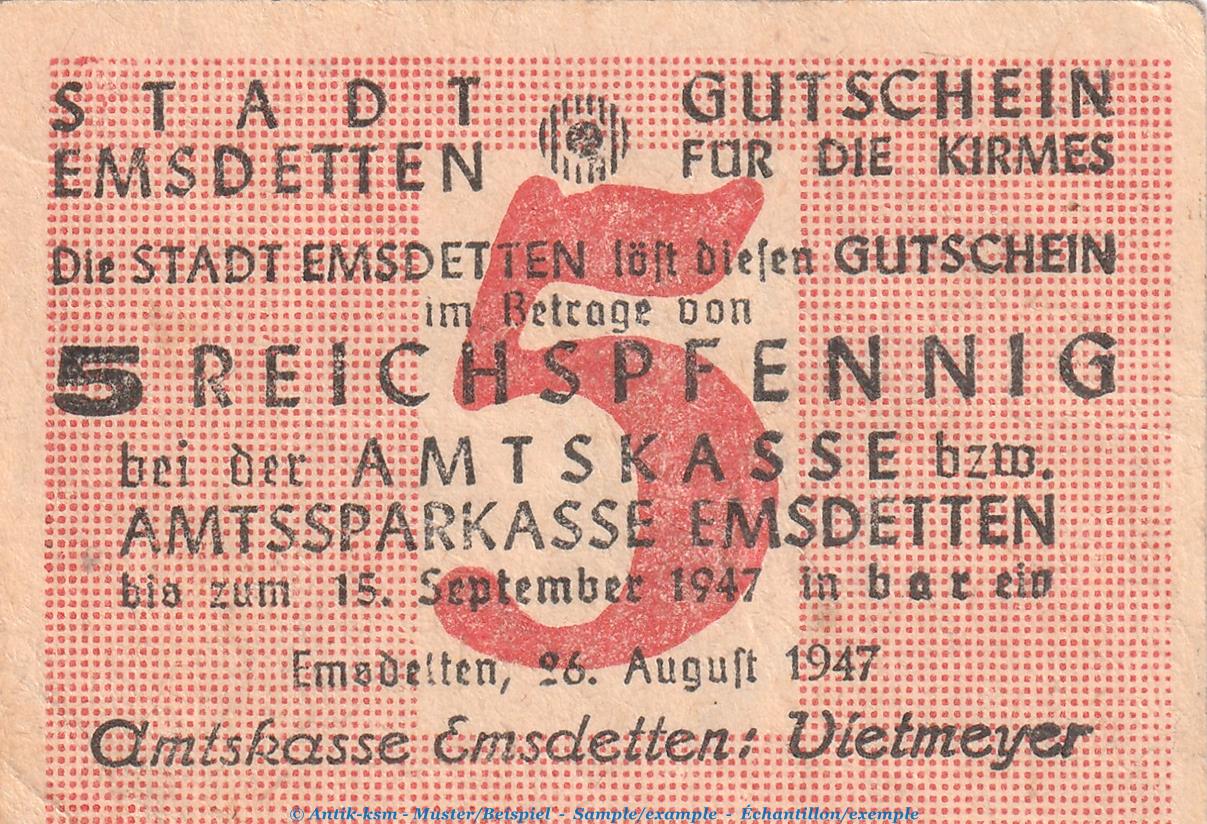 STADT GUTSCHEIN
EMSDETTEN FÜR DIE KIRMES
Die STADT EMSDETTEN löst diesen GUTSCHEIN
im Betrage von
5 REICHSPFENNIG
5
bei der AMTSKASSE bzw.
AMTSSPARKASSE EMSDETTEN
bis zum 15. September 1947 in bar ein
Emsdetten, 26. August 1947
Amtskasse Emsdetten: Vietmeyer
© Antik-ksm - Muster/Beispiel - Sample/example - Échantillon/exemple